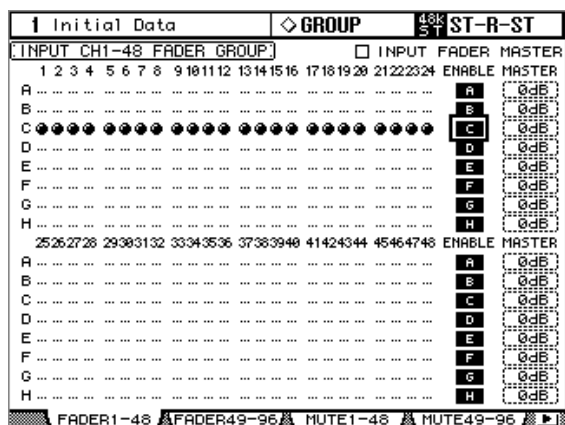 1 Initial Data ◇GROUP 48K ST ST-R-ST
INPUT CH1-48 FADER GROUP □ INPUT FADER MASTER
1 2 3 4 5 6 7 8 9 10 11 12 13 14 15 16 17 18 19 20 21 22 23 24 ENABLE MASTER
A A 0dB
B B 0dB
C C 0dB
D D 0dB
E E 0dB
F F 0dB
G G 0dB
H H 0dB
25 26 27 28 29 30 31 32 33 34 35 36 37 38 39 40 41 42 43 44 45 46 47 48 ENABLE MASTER
A A 0dB
B B 0dB
C C 0dB
D D 0dB
E E 0dB
F F 0dB
G G 0dB
H H 0dB
FADER1-48 FADER49-96 MUTE1-48 MUTE49-96